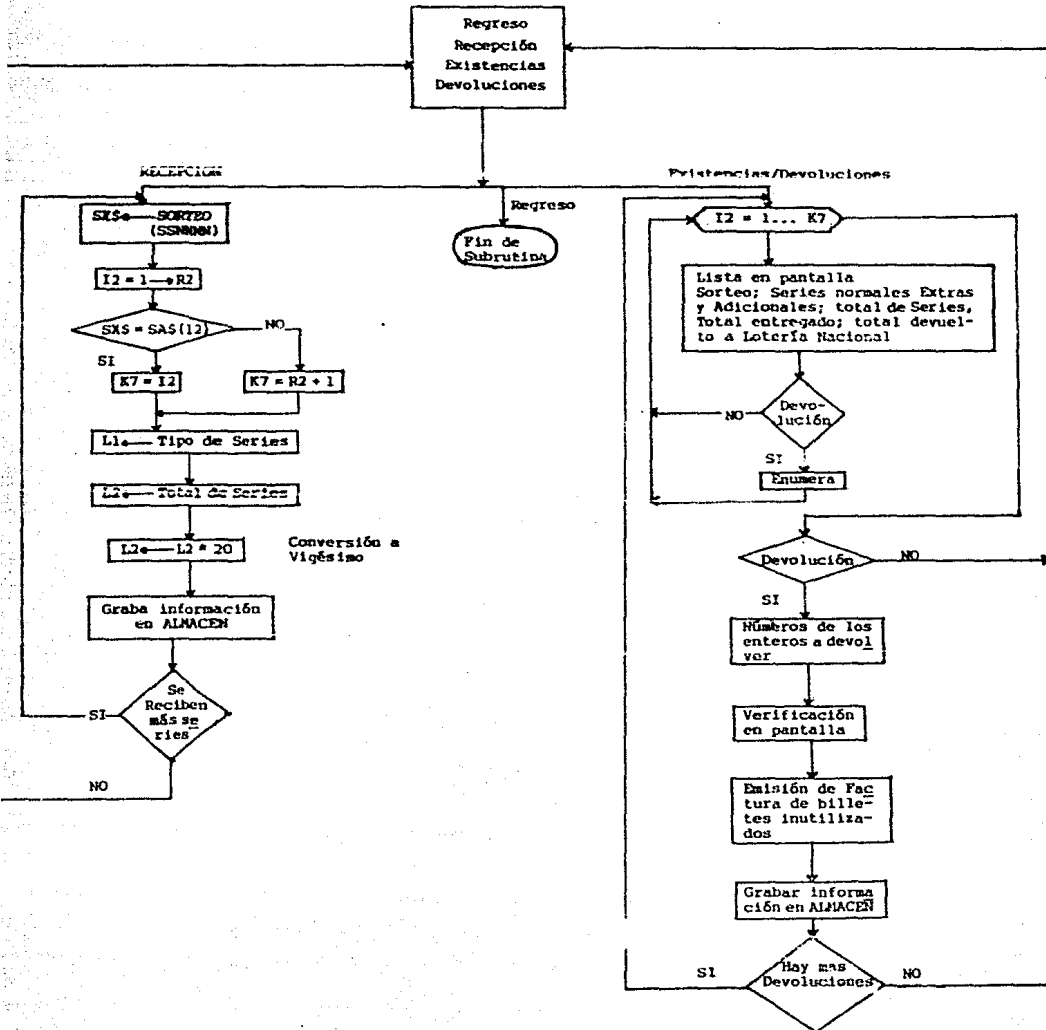 Regreso
Recepción
Existencias
Devoluciones
RECEPCION
SX$ ← SORTEO
(SSNNNN)
I2 = 1 → R2
SX$ = SA$(I2)
NO
SI
K7 = I2
K7 = R2 + 1
L1 ← Tipo de Series
L2 ← Total de Series
L2 ← L2 * 20
Conversión a
Vigésimo
Graba información
en ALMACEN
Se
Reciben
más se
ries
SI
NO
Regreso
Fin de
Subrutina
Existencias/Devoluciones
I2 = 1... K7
Lista en pantalla
Sorteo; Series normales Extras
y Adicionales; total de Series,
Total entregado; total devuel-
to a Lotería Nacional
Devo-
lución
NO
SI
Enumera
Devolución
NO
SI
Números de los
enteros a devol
ver
Verificación
en pantalla
Emisión de Fac
tura de bille-
tes inutiliza-
dos
Grabar informa
ción en ALMACEN
Hay mas
Devoluciones
SI
NO